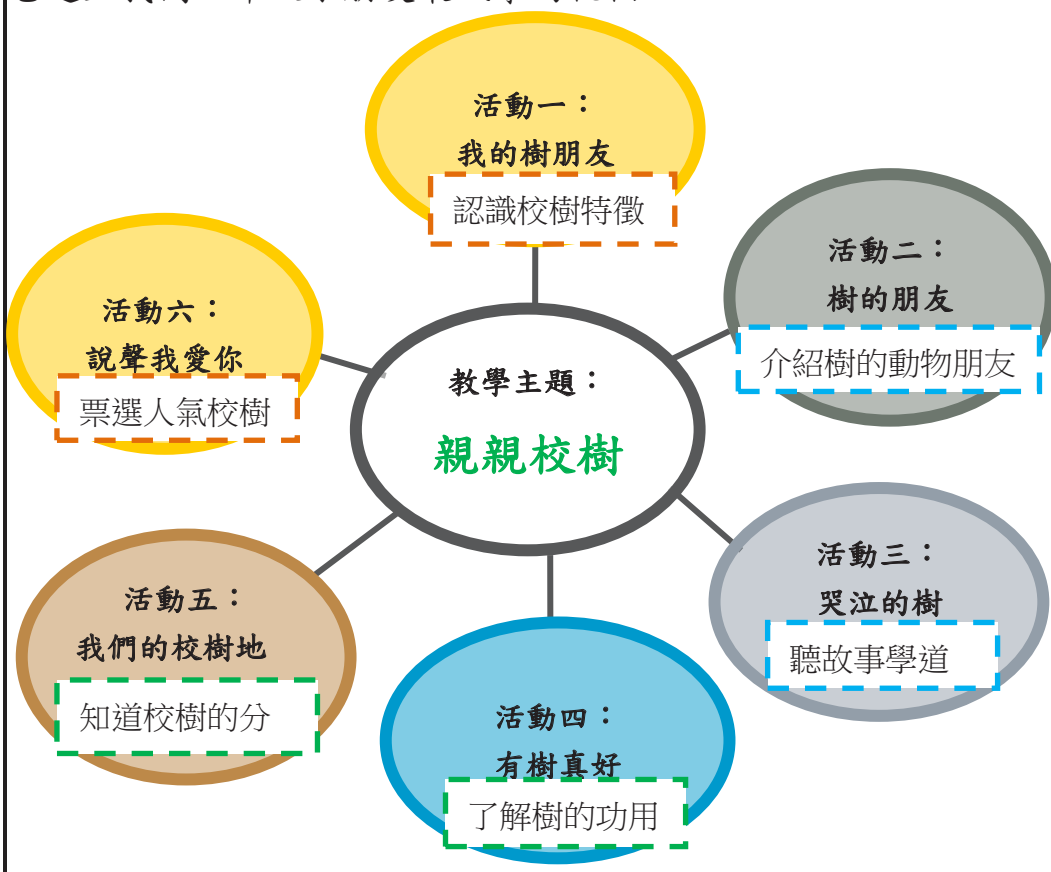 活動一：
我的樹朋友
認識校樹特徵
活動二：
樹的朋友
介紹樹的動物朋友
活動三：
哭泣的樹
聽故事學道
活動四：
有樹真好
了解樹的功用
活動五：
我們的校樹地
知道校樹的分
活動六：
說聲我愛你
票選人氣校樹
教學主題：
親親校樹